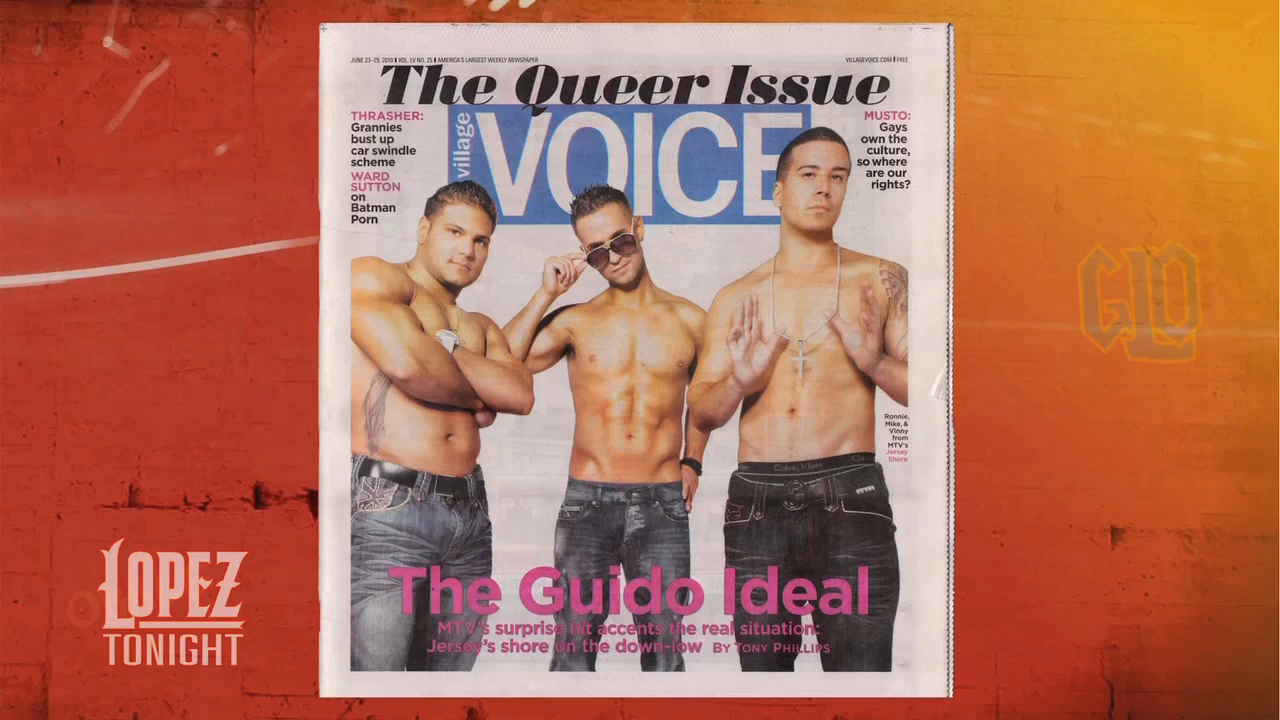 JUNE 23–29, 2010 | VOL. LV NO. 25 | AMERICA'S LARGEST WEEKLY NEWSPAPER
VILLAGEVOICE.COM | FREE
The Queer Issue
village VOICE
THRASHER:
Grannies
bust up
car swindle
scheme
WARD
SUTTON
on
Batman
Porn
MUSTO:
Gays
own the
culture,
so where
are our
rights?
Ronnie,
Mike, &
Vinny
from
MTV's
Jersey
Shore
Calvin Klein
The Guido Ideal
MTV's surprise hit accents the real situation:
Jersey's shore on the down-low BY TONY PHILLIPS
GLO
LOPEZ
TONIGHT